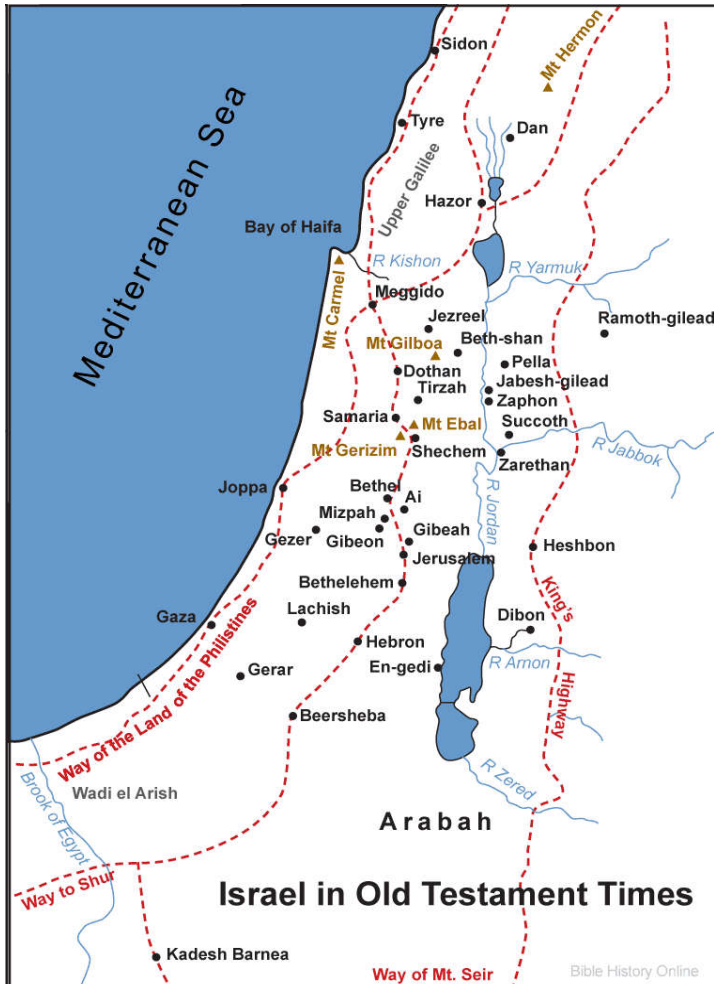 Sidon
Mt Hermon
Tyre
Dan
Mediterranean Sea
Upper Galilee
Hazor
Bay of Haifa
R Kishon
R Yarmuk
Mt Carmel
Moggido
Ramoth-gilead
Jezreel
Mt Gilboa
Beth-shan
Pella
Dothan
Jabesh-gilead
Tirzah
Zaphon
Samaria
Mt Ebal
Succoth
Mt Gerizim
Shechem
R Jabbok
Zarethan
Joppa
Bethel
Ai
R Jordan
Mizpah
Gezer
Gibeon
Gibeah
Heshbon
Jerusalem
Bethelehem
King's
Highway
Lachish
Dibon
Gaza
Hebron
R Arnon
En-gedi
Gerar
Way of the Land of the Philistines
Beersheba
R Zered
Wadi el Arish
Brook of Egypt
Arabah
Way to Shur
Israel in Old Testament Times
Kadesh Barnea
Way of Mt. Seir
Bible History Online